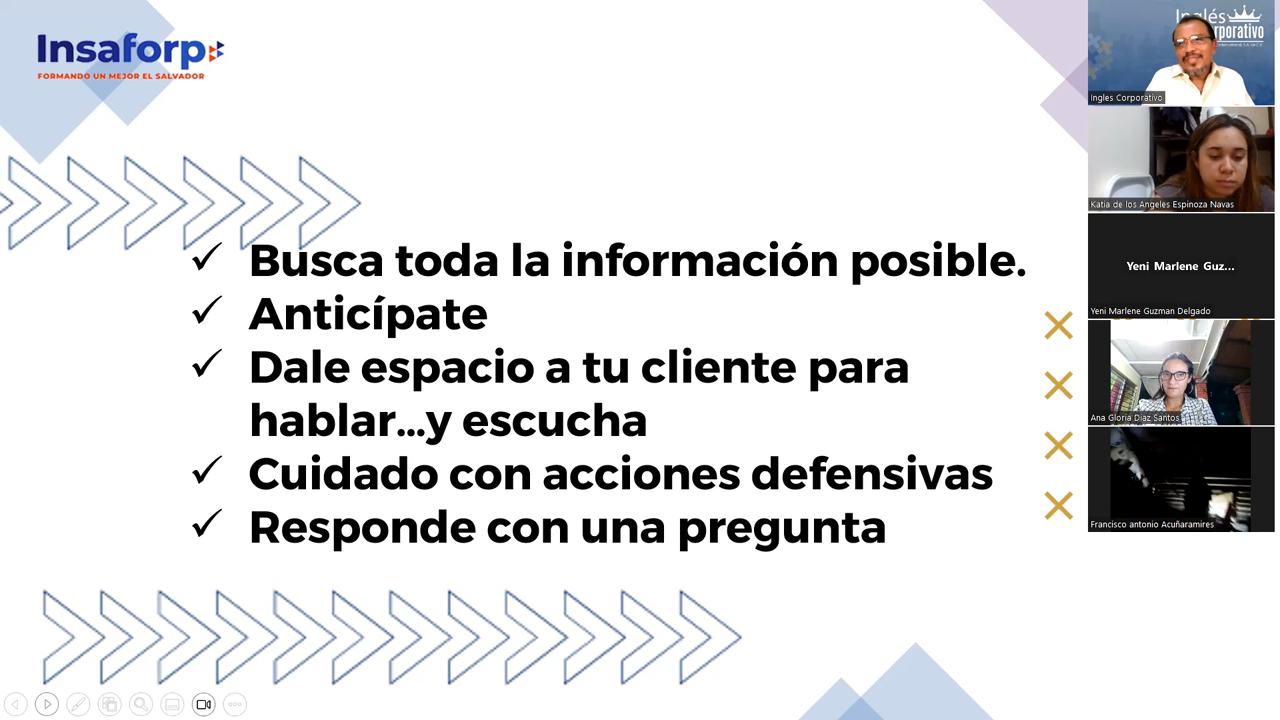 Insaforp
FORMANDO UN MEJOR EL SALVADOR
Busca toda la información posible.
Anticípate
Dale espacio a tu cliente para
hablar...y escucha
Cuidado con acciones defensivas
Responde con una pregunta
Inglés
Ingles Corporativo
Katia de los Angeles Espinoza Navas
Yeni Marlene Guz...
Yeni Marlene Guzman Delgado
Ana Gloria Diaz Santos
Francisco antonio Acuñaramires